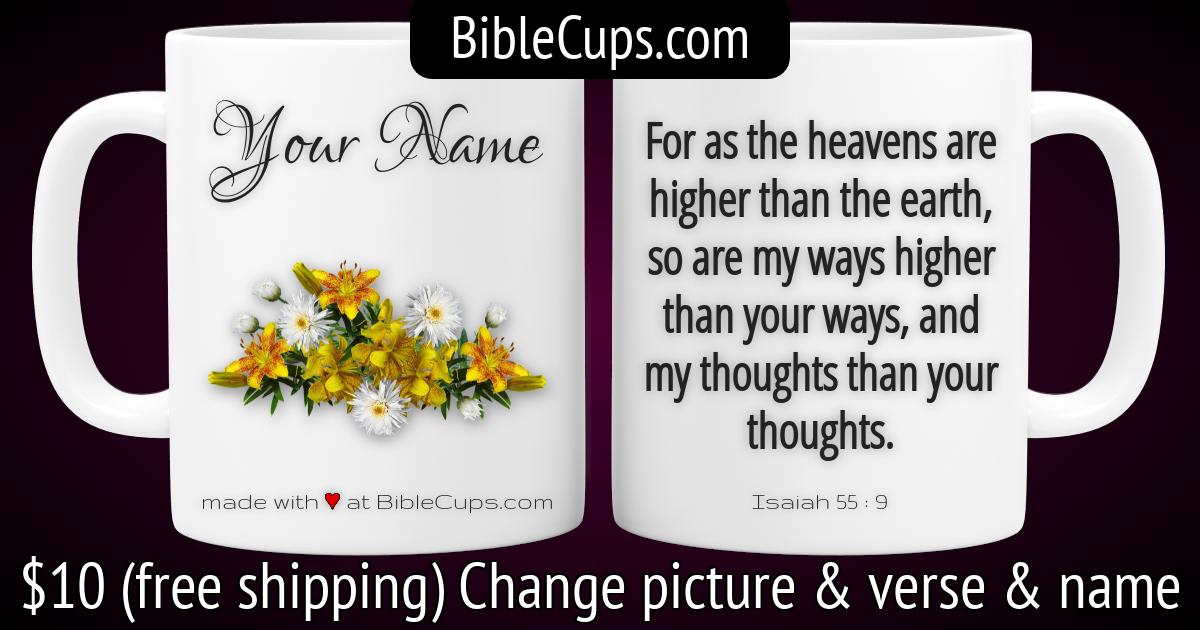 BibleCups.com
Your Name
made with ♥ at BibleCups.com
For as the heavens are
higher than the earth,
so are my ways higher
than your ways, and
my thoughts than your
thoughts.
Isaiah 55 : 9
$10 (free shipping) Change picture & verse & name